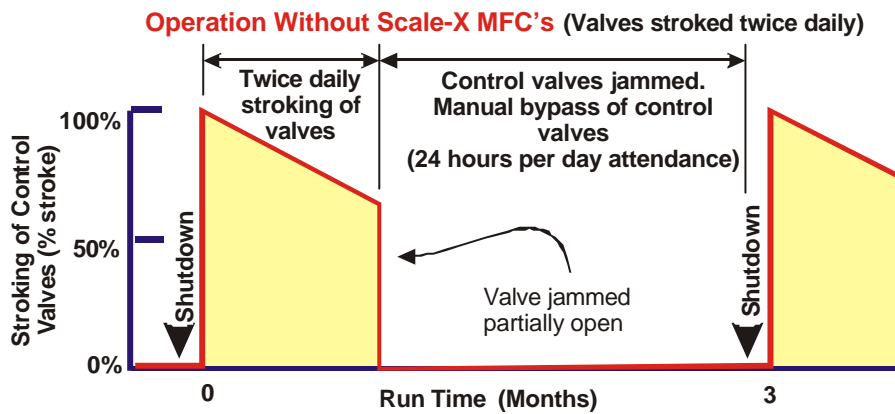 Operation Without Scale-X MFC's (Valves stroked twice daily)
Twice daily
stroking of
valves
Control valves jammed.
Manual bypass of control
valves
(24 hours per day attendance)
Stroking of Control
Valves (% stroke)
100%
50%
0%
Shutdown
Valve jammed
partially open
Shutdown
0
Run Time (Months)
3